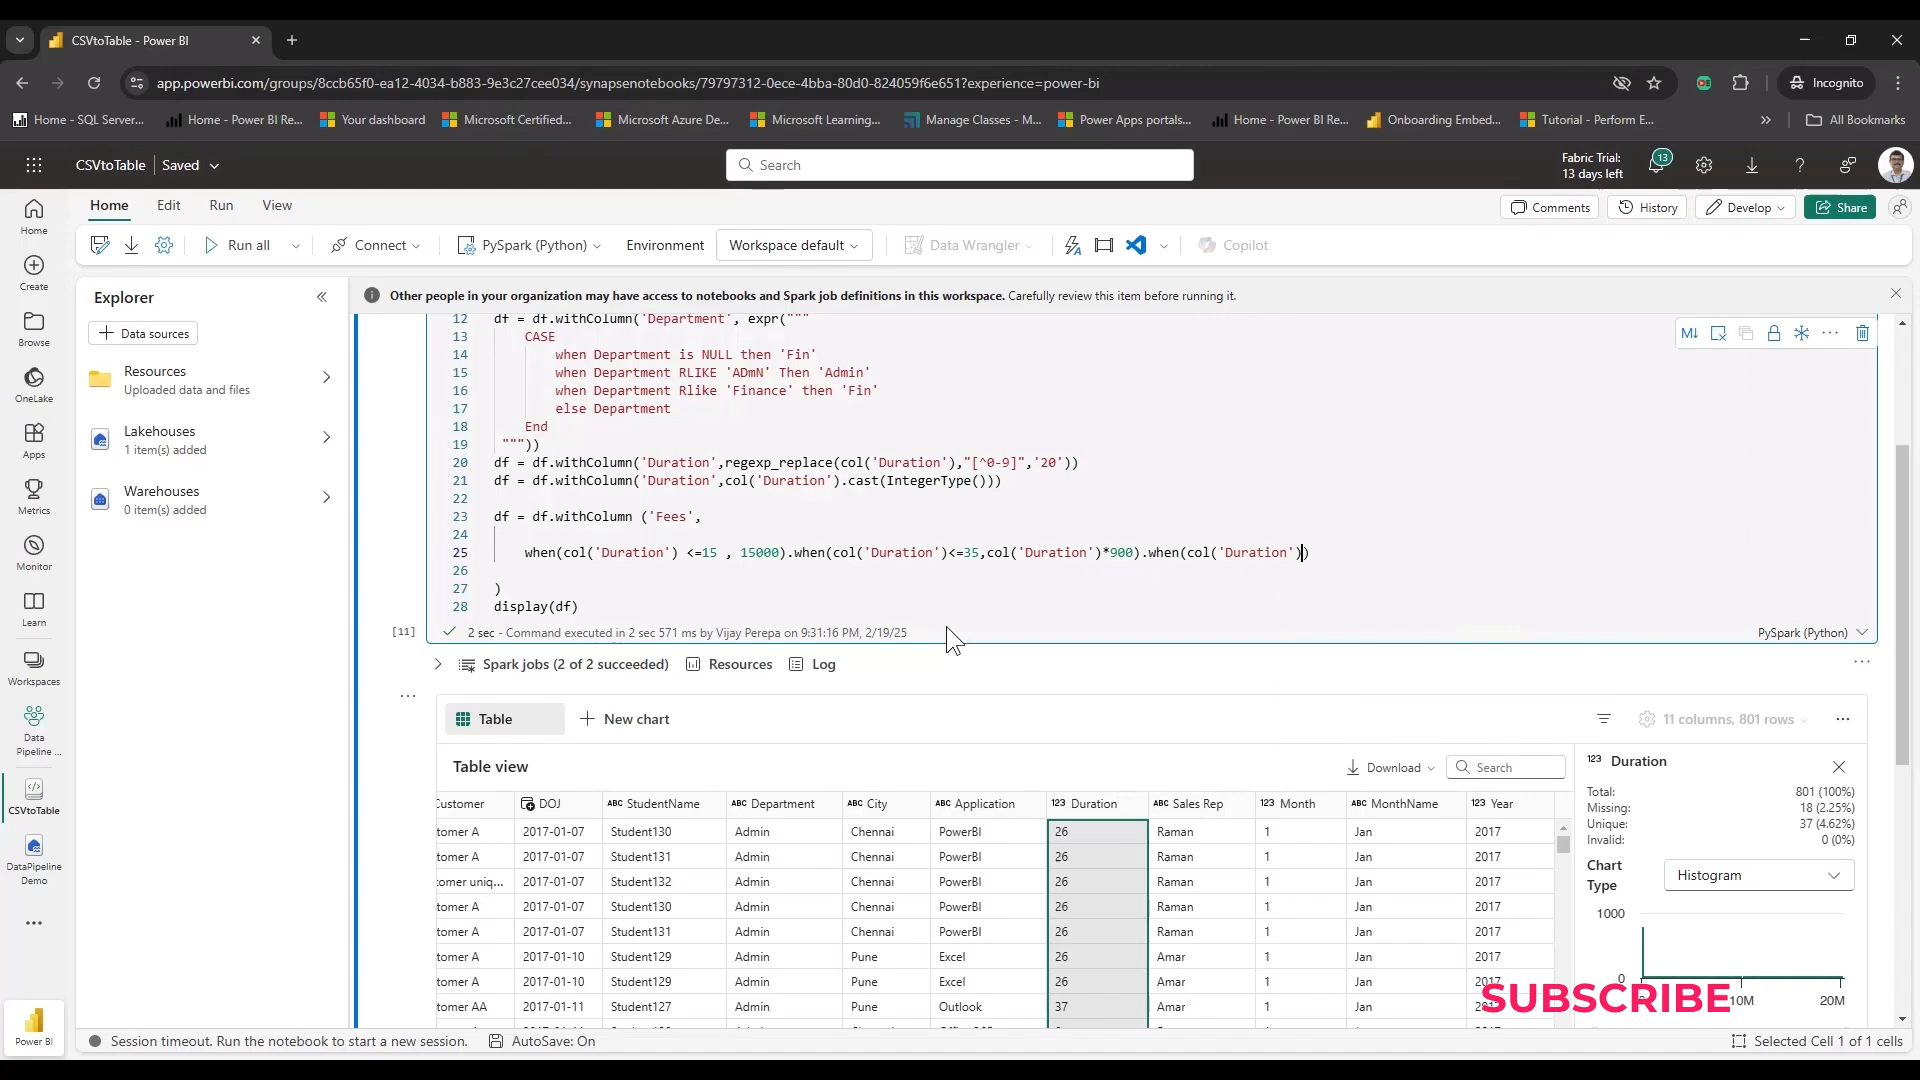 CSVtoTable - Power BI
app.powerbi.com/groups/8ccb65f0-ea12-4034-b883-9e3c27cee034/synapsenotebooks/79797312-0ece-4bba-80d0-824059f6e651?experience=power-bi
Incognito
Home - SQL Server...
Home - Power BI Re...
Your dashboard
Microsoft Certified...
Microsoft Azure De...
Microsoft Learning...
Manage Classes - M...
Power Apps portals...
Home - Power BI Re...
Onboarding Embed...
Tutorial - Perform E...
All Bookmarks
CSVtoTable
Saved
Search
Fabric Trial:
13 days left
13
Home
Edit
Run
View
Comments
History
Develop
Share
Run all
Connect
PySpark (Python)
Environment
Workspace default
Data Wrangler
Copilot
Home
Create
Browse
OneLake
Apps
Metrics
Monitor
Learn
Workspaces
Data
Pipeline ...
CSVtoTable
DataPipeline
Demo
Power BI
Explorer
Data sources
Resources
Uploaded data and files
Lakehouses
1 item(s) added
Warehouses
0 item(s) added
Other people in your organization may have access to notebooks and Spark job definitions in this workspace. Carefully review this item before running it.
12 df = df.withColumn('Department', expr("""
13 CASE
14 when Department is NULL then 'Fin'
15 when Department RLIKE 'ADmN' Then 'Admin'
16 when Department Rlike 'Finance' then 'Fin'
17 else Department
18 End
19 """))
20 df = df.withColumn('Duration',regexp_replace(col('Duration'),"[^0-9]",'20'))
21 df = df.withColumn('Duration',col('Duration').cast(IntegerType()))
22
23 df = df.withColumn ('Fees',
24
25 when(col('Duration') <=15 , 15000).when(col('Duration')<=35,col('Duration')*900).when(col('Duration'))
26
27 )
28 display(df)
M↓
[11]
2 sec - Command executed in 2 sec 571 ms by Vijay Perepa on 9:31:16 PM, 2/19/25
PySpark (Python)
Spark jobs (2 of 2 succeeded)
Resources
Log
Table
New chart
11 columns, 801 rows
Table view
Download
Search
Customer ABC DOJ ABC StudentName ABC Department ABC City ABC Application 123 Duration ABC Sales Rep 123 Month ABC MonthName 123 Year
tomer A 2017-01-07 Student130 Admin Chennai PowerBI 26 Raman 1 Jan 2017
tomer A 2017-01-07 Student131 Admin Chennai PowerBI 26 Raman 1 Jan 2017
tomer uniq... 2017-01-07 Student132 Admin Chennai PowerBI 26 Raman 1 Jan 2017
tomer A 2017-01-07 Student130 Admin Chennai PowerBI 26 Raman 1 Jan 2017
tomer A 2017-01-07 Student131 Admin Chennai PowerBI 26 Raman 1 Jan 2017
tomer A 2017-01-10 Student129 Admin Pune Excel 26 Amar 1 Jan 2017
tomer A 2017-01-10 Student129 Admin Pune Excel 26 Amar 1 Jan 2017
tomer AA 2017-01-11 Student127 Admin Pune Outlook 37 Amar 1 Jan
123 Duration
Total: 801 (100%)
Missing: 18 (2.25%)
Unique: 37 (4.62%)
Invalid: 0 (0%)
Chart
Type
Histogram
1000
0
10M
20M
SUBSCRIBE
Session timeout. Run the notebook to start a new session.
AutoSave: On
Selected Cell 1 of 1 cells